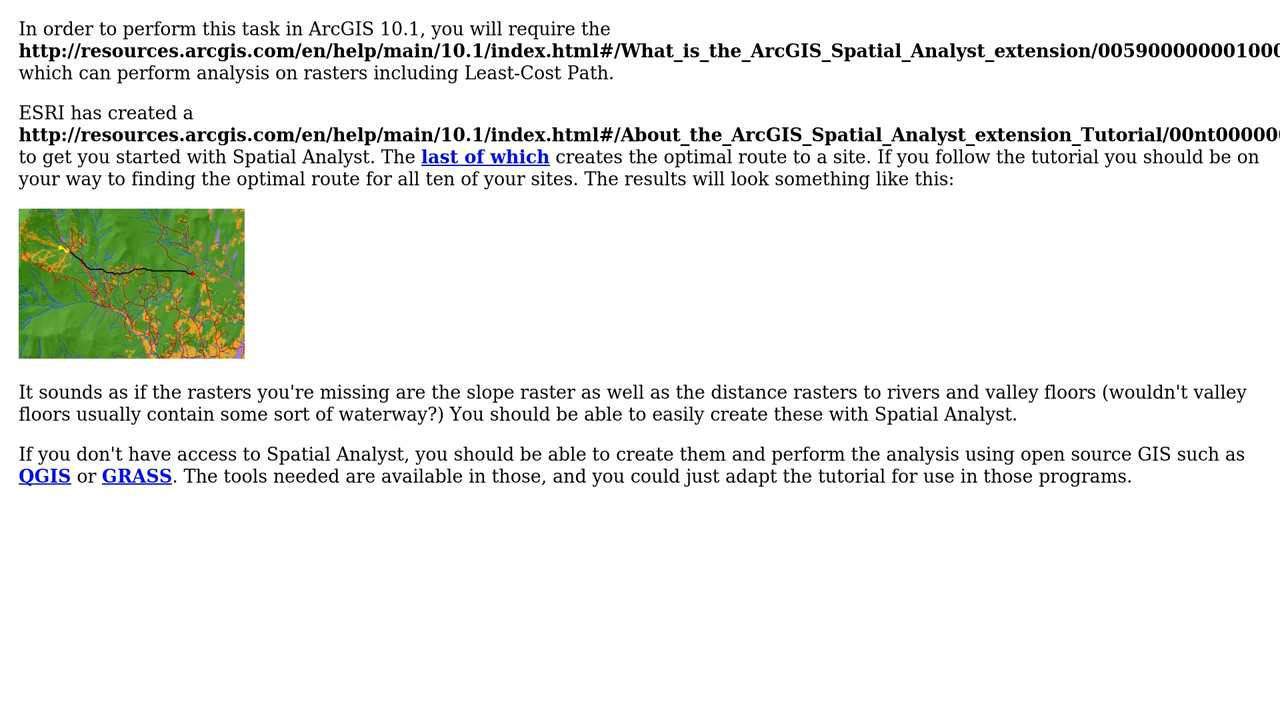 In order to perform this task in ArcGIS 10.1, you will require the
http://resources.arcgis.com/en/help/main/10.1/index.html#/What_is_the_ArcGIS_Spatial_Analyst_extension/005900000001000
which can perform analysis on rasters including Least-Cost Path.
ESRI has created a
http://resources.arcgis.com/en/help/main/10.1/index.html#/About_the_ArcGIS_Spatial_Analyst_extension_Tutorial/00nt000000
to get you started with Spatial Analyst. The last of which creates the optimal route to a site. If you follow the tutorial you should be on
your way to finding the optimal route for all ten of your sites. The results will look something like this:
It sounds as if the rasters you're missing are the slope raster as well as the distance rasters to rivers and valley floors (wouldn't valley
floors usually contain some sort of waterway?) You should be able to easily create these with Spatial Analyst.
If you don't have access to Spatial Analyst, you should be able to create them and perform the analysis using open source GIS such as
QGIS or GRASS. The tools needed are available in those, and you could just adapt the tutorial for use in those programs.